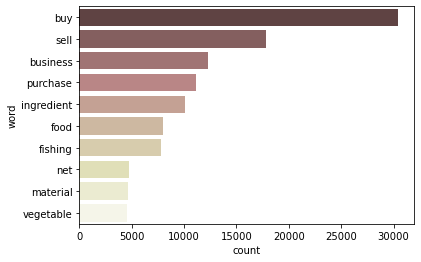 buy
sell
business
purchase
ingredient
food
fishing
net
material
vegetable
word
0 5000 10000 15000 20000 25000 30000
count